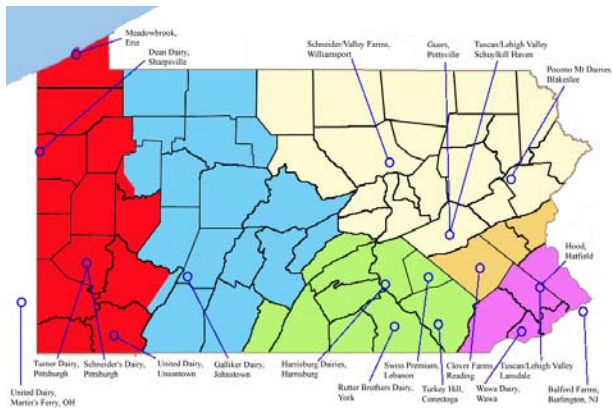 Meadowbrook,
Erie
Dean Dairy,
Sharpsville
Schneider/Valley Farms,
Williamsport
Guers,
Pottsville
Tuscan/Lehigh Valley
Schuylkill Haven
Pocono Mt Dairies,
Blakeslee
Hood,
Hatfield
Turner Dairy,
Pittsburgh
Schneider's Dairy,
Pittsburgh
United Dairy,
Uniontown
Galliker Dairy,
Johnstown
Harrisburg Dairies,
Harrisburg
Swiss Premium,
Lebanon
Clover Farms,
Reading
Tuscan/Lehigh Valley
Lansdale
United Dairy,
Martin's Ferry, OH
Rutter Brothers Dairy,
York
Turkey Hill,
Conestoga
Wawa Dairy,
Wawa
Balford Farms,
Burlington, NJ